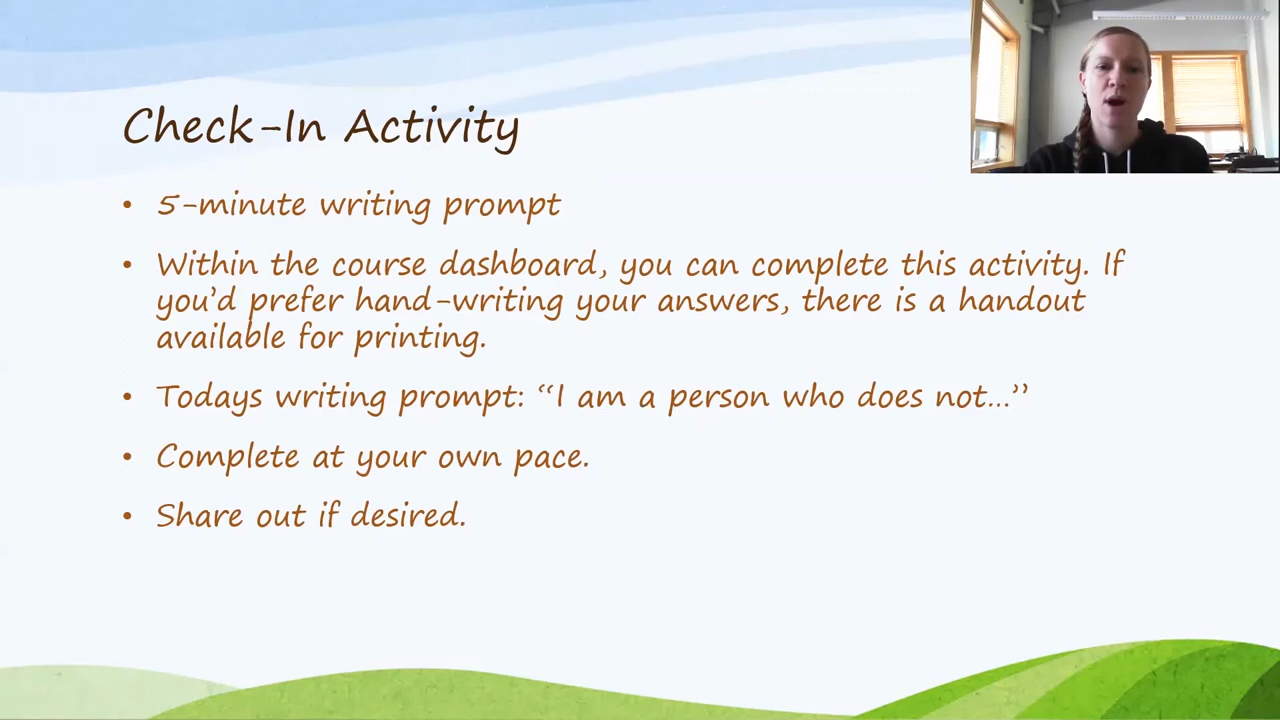 Check-In Activity
• 5-minute writing prompt
• Within the course dashboard, you can complete this activity. If
you’d prefer hand-writing your answers, there is a handout
available for printing.
• Todays writing prompt: “I am a person who does not…”
• Complete at your own pace.
• Share out if desired.